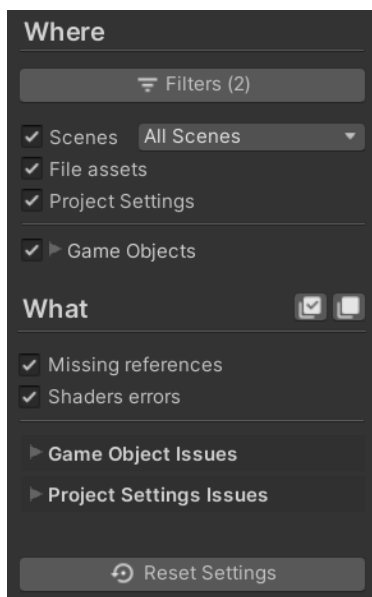 Where
Filters (2)
Scenes All Scenes
File assets
Project Settings
Game Objects
What
Missing references
Shaders errors
Game Object Issues
Project Settings Issues
Reset Settings